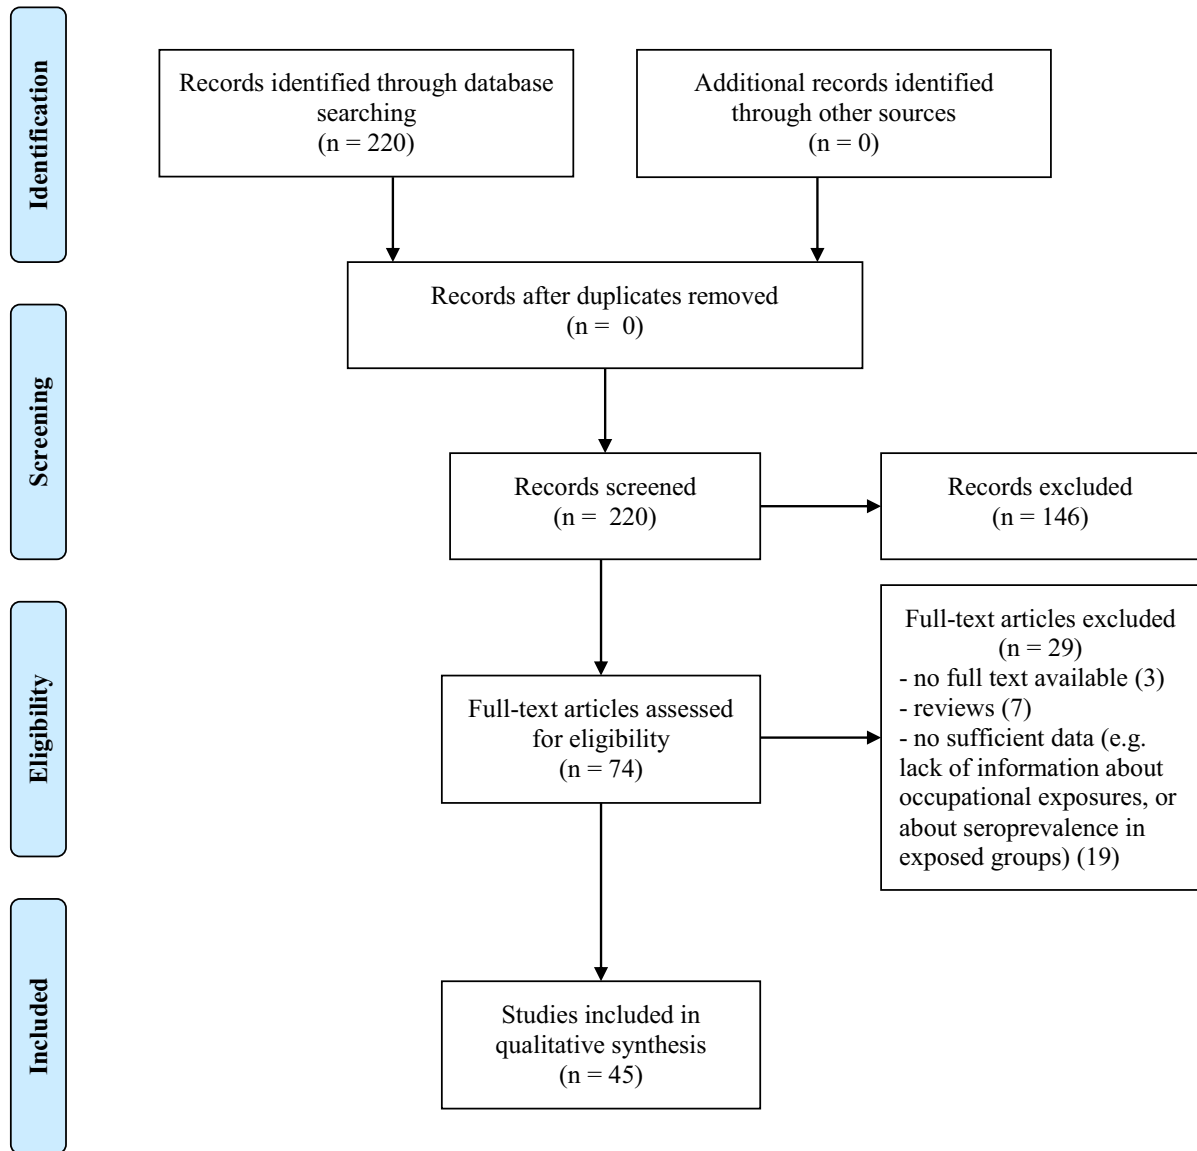 Identification
Records identified through database
searching
(n = 220)
Additional records identified
through other sources
(n = 0)
Records after duplicates removed
(n = 0)
Screening
Records screened
(n = 220)
Records excluded
(n = 146)
Eligibility
Full-text articles assessed
for eligibility
(n = 74)
Full-text articles excluded
(n = 29)
- no full text available (3)
- reviews (7)
- no sufficient data (e.g.
lack of information about
occupational exposures, or
about seroprevalence in
exposed groups) (19)
Included
Studies included in
qualitative synthesis
(n = 45)